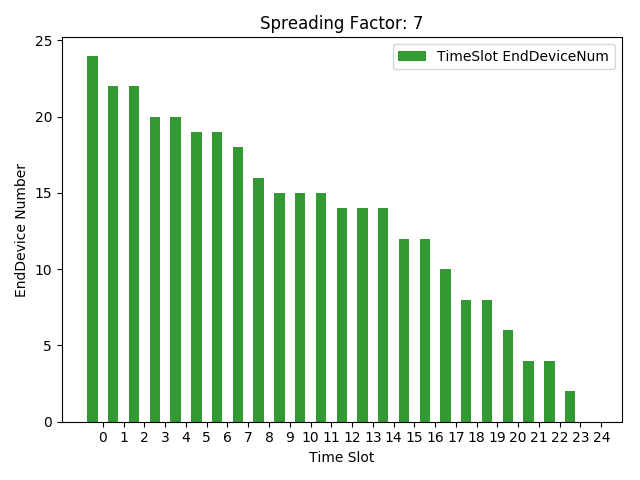 Spreading Factor: 7
TimeSlot EndDeviceNum
25
20
15
10
5
0
EndDevice Number
0 1 2 3 4 5 6 7 8 9 10 11 12 13 14 15 16 17 18 19 20 21 22 23 24
Time Slot